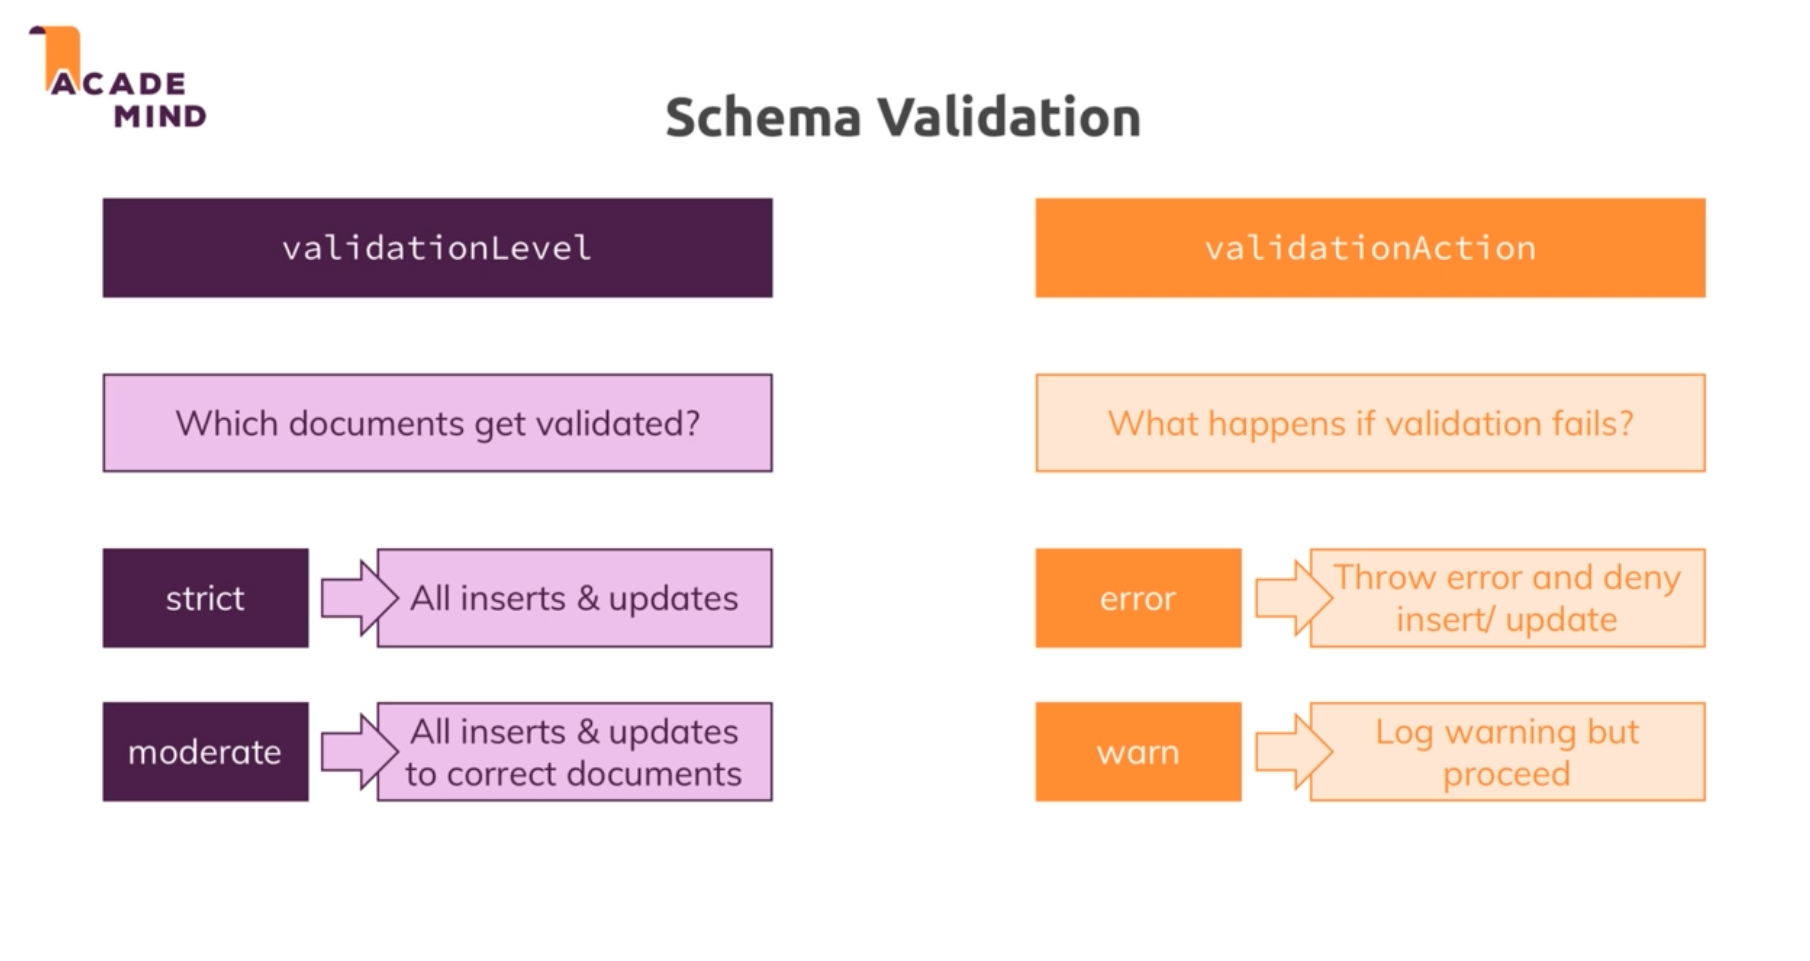 ACADE
MIND
Schema Validation
validationLevel
validationAction
Which documents get validated?
What happens if validation fails?
strict
All inserts & updates
error
Throw error and deny
insert/ update
moderate
All inserts & updates
to correct documents
warn
Log warning but
proceed